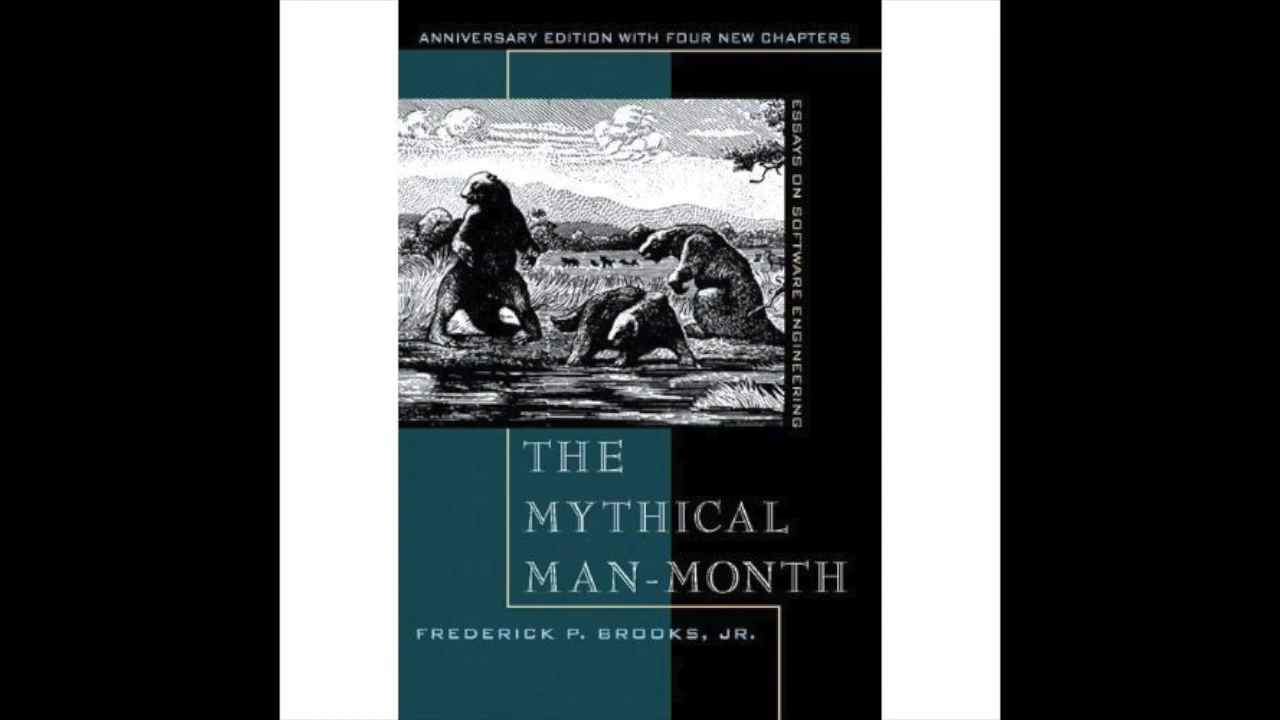 ANNIVERSARY EDITION WITH FOUR NEW CHAPTERS
ESSAYS ON SOFTWARE ENGINEERING
THE
MYTHICAL
MAN-MONTH
FREDERICK P. BROOKS, JR.